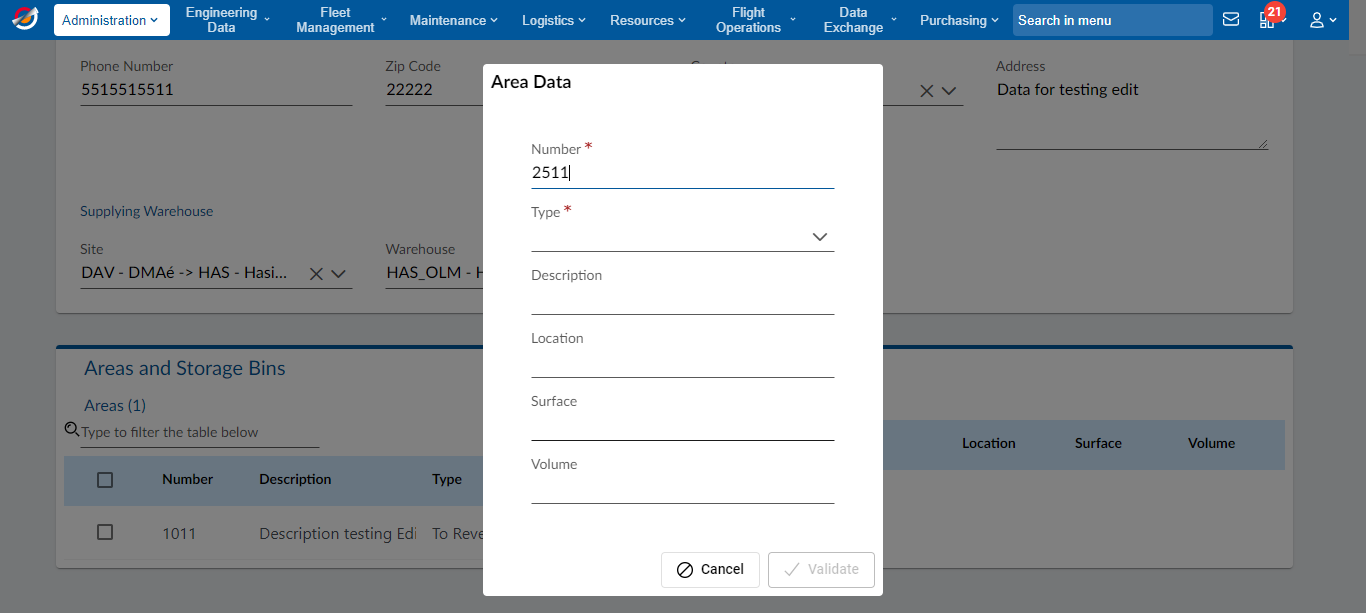 Administration
Engineering Data
Fleet Management
Maintenance
Logistics
Resources
Flight Operations
Data Exchange
Purchasing
Search in menu
21
Phone Number
5515515511
Zip Code
22222
Address
Data for testing edit
Supplying Warehouse
Site
DAV - DMAé -> HAS - Hasi...
Warehouse
HAS_OLM - H
Areas and Storage Bins
Areas (1)
Type to filter the table below
Number
Description
Type
Location
Surface
Volume
1011
Description testing Edi
To Reve
Area Data
Number *
2511
Type *
Description
Location
Surface
Volume
Cancel
Validate